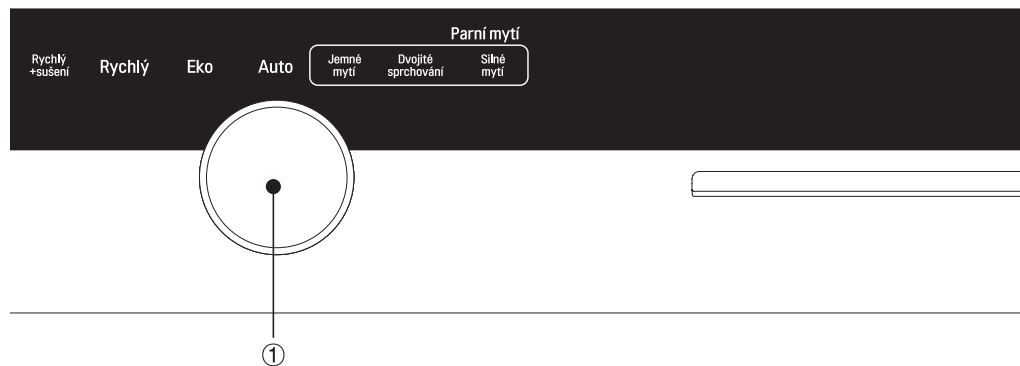 Parní mytí
Rychlý
+sušení
Rychlý
Eko
Auto
Jemné
mytí
Dvojité
sprchování
Silné
mytí
①